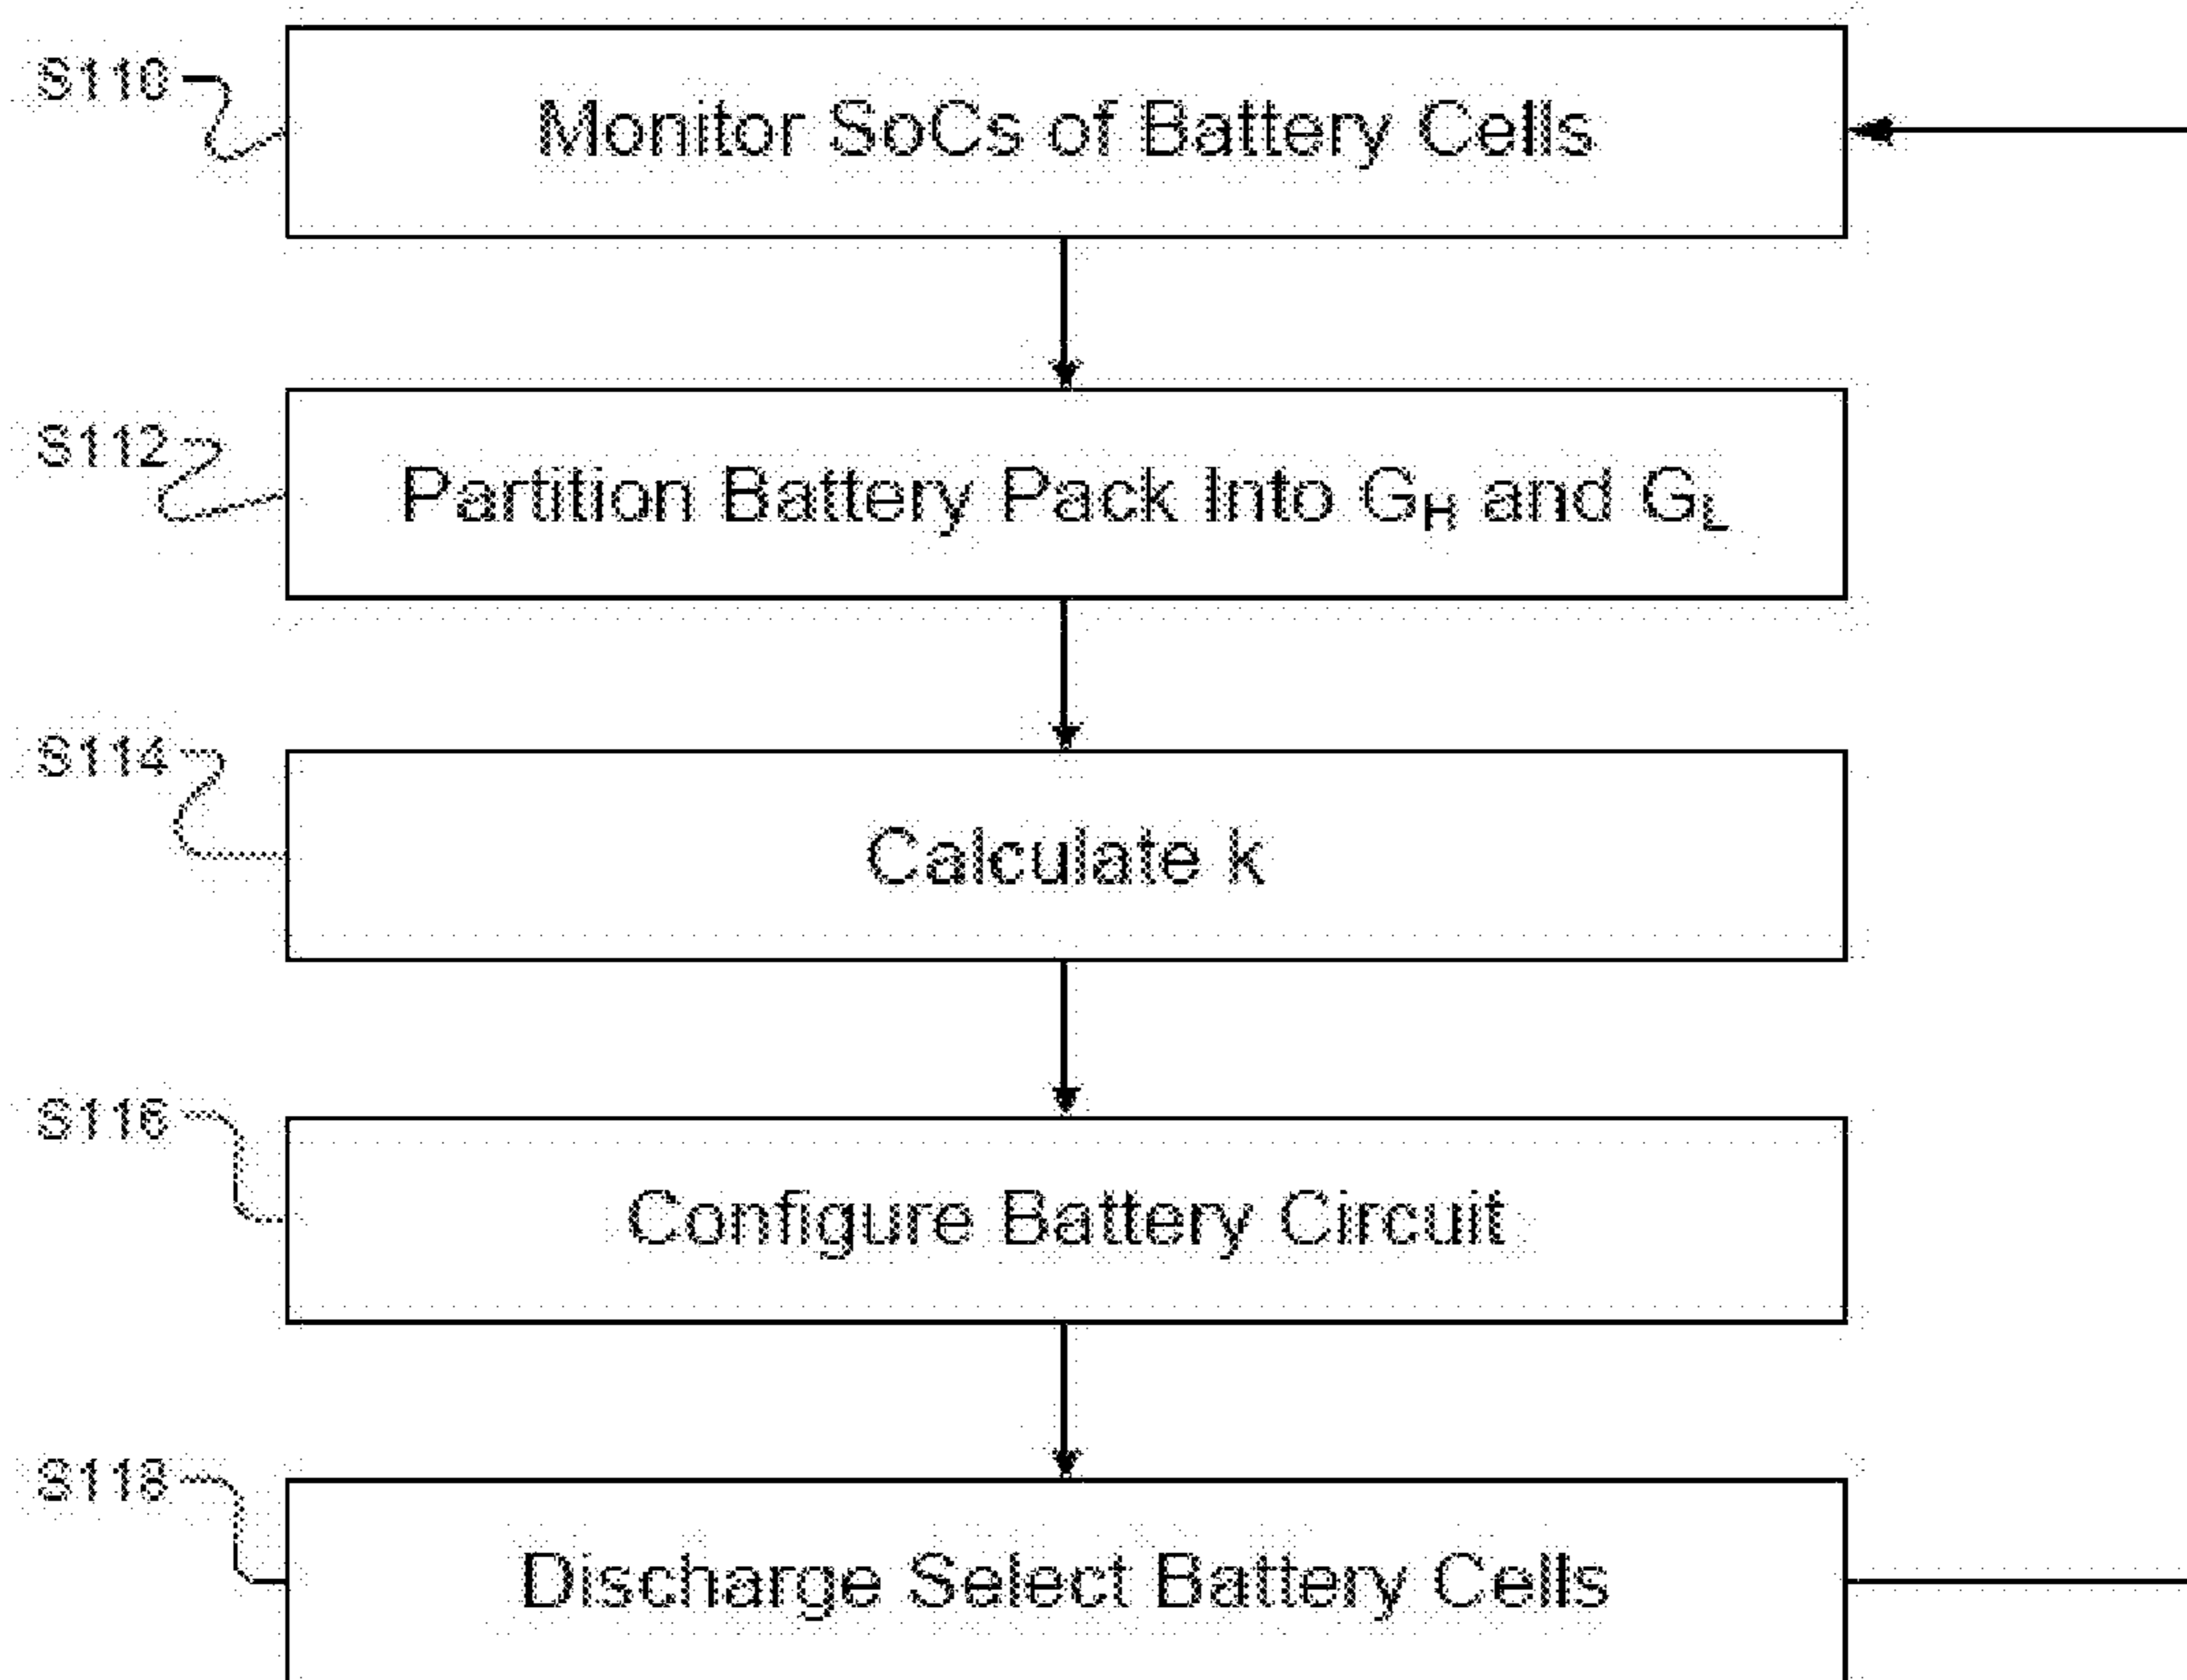 S110
Monitor SoCs of Battery Cells
S112
Partition Battery Pack Into G_H and G_L
S114
Calculate k
S116
Configure Battery Circuit
S118
Discharge Select Battery Cells